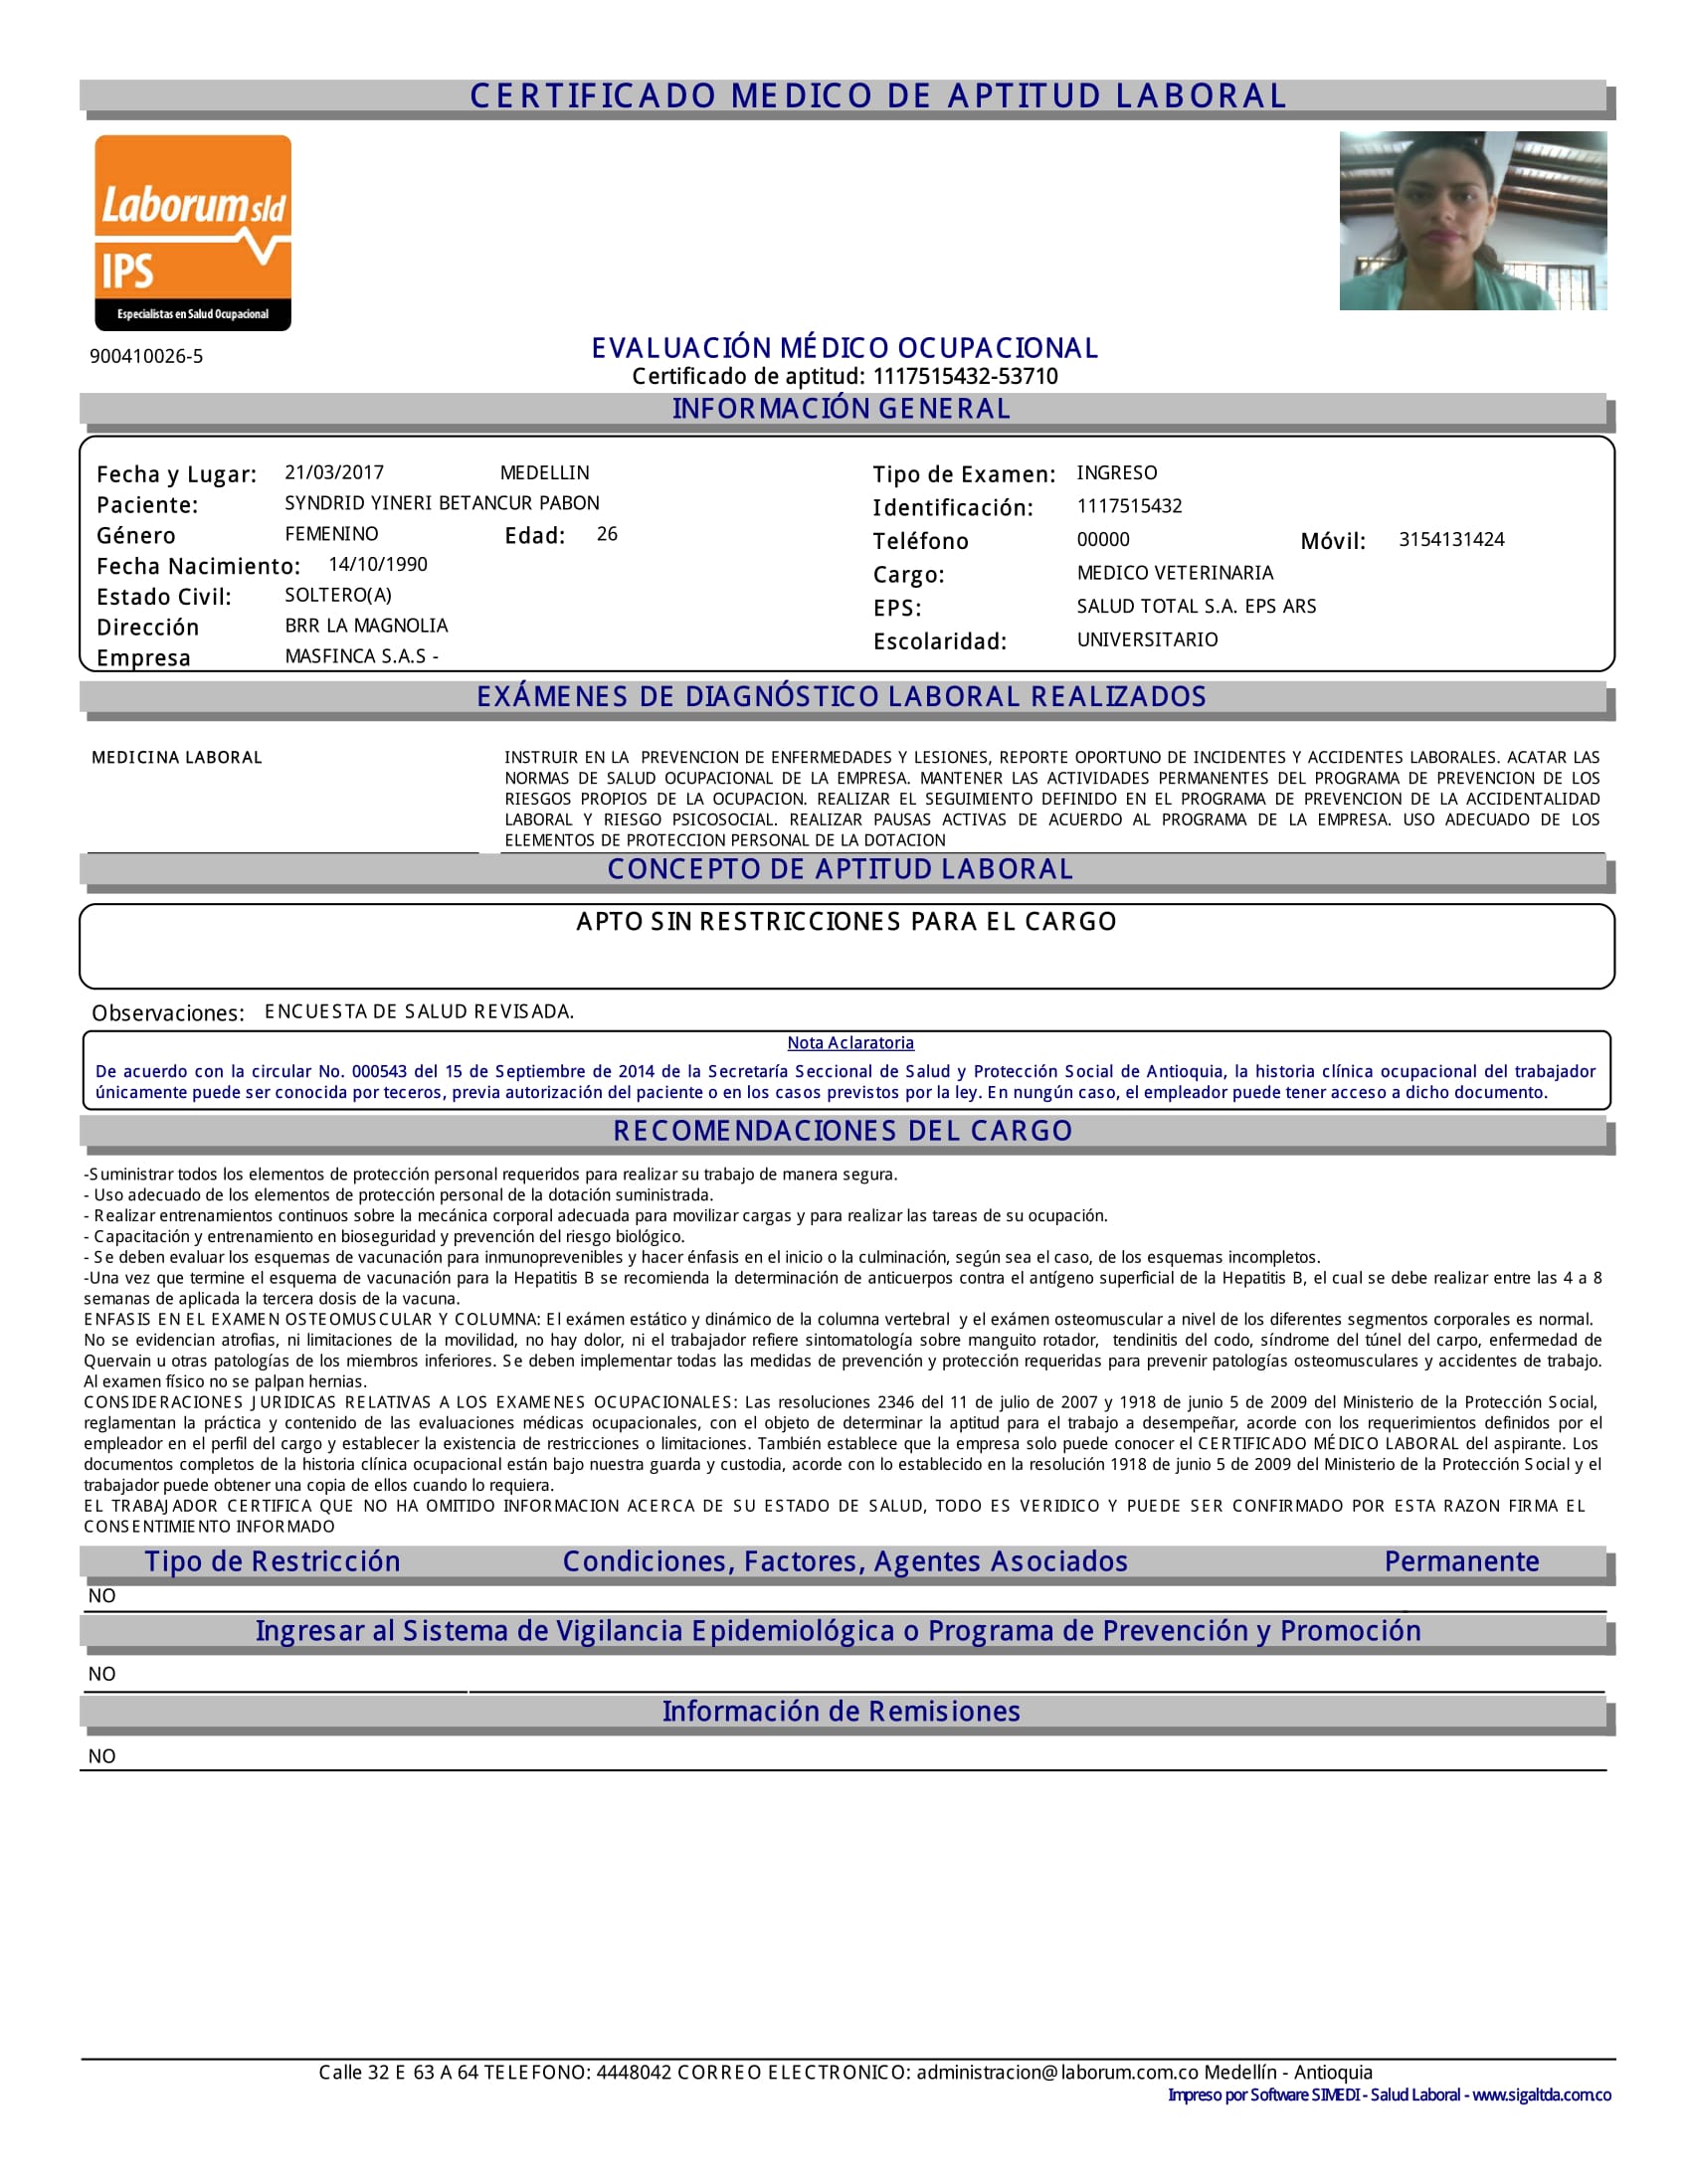 CERTIFICADO MEDICO DE APTITUD LABORAL
Laborum sld
IPS
Especialistas en Salud Ocupacional
900410026-5
EVALUACIÓN MÉDICO OCUPACIONAL
Certificado de aptitud: 1117515432-53710
INFORMACIÓN GENERAL
Fecha y Lugar: 21/03/2017 MEDELLIN Tipo de Examen: INGRESO
Paciente: SYNDRID YINERI BETANCUR PABON Identificación: 1117515432
Género FEMENINO Edad: 26 Teléfono 00000 Móvil: 3154131424
Fecha Nacimiento: 14/10/1990 Cargo: MEDICO VETERINARIA
Estado Civil: SOLTERO(A) EPS: SALUD TOTAL S.A. EPS ARS
Dirección BRR LA MAGNOLIA Escolaridad: UNIVERSITARIO
Empresa MASFINCA S.A.S -
EXÁMENES DE DIAGNÓSTICO LABORAL REALIZADOS
MEDICINA LABORAL INSTRUIR EN LA PREVENCION DE ENFERMEDADES Y LESIONES, REPORTE OPORTUNO DE INCIDENTES Y ACCIDENTES LABORALES. ACATAR LAS
NORMAS DE SALUD OCUPACIONAL DE LA EMPRESA. MANTENER LAS ACTIVIDADES PERMANENTES DEL PROGRAMA DE PREVENCION DE LOS
RIESGOS PROPIOS DE LA OCUPACION. REALIZAR EL SEGUIMIENTO DEFINIDO EN EL PROGRAMA DE PREVENCION DE LA ACCIDENTALIDAD
LABORAL Y RIESGO PSICOSOCIAL. REALIZAR PAUSAS ACTIVAS DE ACUERDO AL PROGRAMA DE LA EMPRESA. USO ADECUADO DE LOS
ELEMENTOS DE PROTECCION PERSONAL DE LA DOTACION
CONCEPTO DE APTITUD LABORAL
APTO SIN RESTRICCIONES PARA EL CARGO
Observaciones: ENCUESTA DE SALUD REVISADA.
Nota Aclaratoria
De acuerdo con la circular No. 000543 del 15 de Septiembre de 2014 de la Secretaría Seccional de Salud y Protección Social de Antioquia, la historia clínica ocupacional del trabajador
únicamente puede ser conocida por teceros, previa autorización del paciente o en los casos previstos por la ley. En nungún caso, el empleador puede tener acceso a dicho documento.
RECOMENDACIONES DEL CARGO
-Suministrar todos los elementos de protección personal requeridos para realizar su trabajo de manera segura.
- Uso adecuado de los elementos de protección personal de la dotación suministrada.
- Realizar entrenamientos continuos sobre la mecánica corporal adecuada para movilizar cargas y para realizar las tareas de su ocupación.
- Capacitación y entrenamiento en bioseguridad y prevención del riesgo biológico.
- Se deben evaluar los esquemas de vacunación para inmunoprevenibles y hacer énfasis en el inicio o la culminación, según sea el caso, de los esquemas incompletos.
-Una vez que termine el esquema de vacunación para la Hepatitis B se recomienda la determinación de anticuerpos contra el antígeno superficial de la Hepatitis B, el cual se debe realizar entre las 4 a 8
semanas de aplicada la tercera dosis de la vacuna.
ENFASIS EN EL EXAMEN OSTEOMUSCULAR Y COLUMNA: El exámen estático y dinámico de la columna vertebral y el exámen osteomuscular a nivel de los diferentes segmentos corporales es normal.
No se evidencian atrofias, ni limitaciones de la movilidad, no hay dolor, ni el trabajador refiere sintomatología sobre manguito rotador, tendinitis del codo, síndrome del túnel del carpo, enfermedad de
Quervain u otras patologías de los miembros inferiores. Se deben implementar todas las medidas de prevención y protección requeridas para prevenir patologías osteomusculares y accidentes de trabajo.
Al examen físico no se palpan hernias.
CONSIDERACIONES JURIDICAS RELATIVAS A LOS EXAMENES OCUPACIONALES: Las resoluciones 2346 del 11 de julio de 2007 y 1918 de junio 5 de 2009 del Ministerio de la Protección Social,
reglamentan la práctica y contenido de las evaluaciones médicas ocupacionales, con el objeto de determinar la aptitud para el trabajo a desempeñar, acorde con los requerimientos definidos por el
empleador en el perfil del cargo y establecer la existencia de restricciones o limitaciones. También establece que la empresa solo puede conocer el CERTIFICADO MÉDICO LABORAL del aspirante. Los
documentos completos de la historia clínica ocupacional están bajo nuestra guarda y custodia, acorde con lo establecido en la resolución 1918 de junio 5 de 2009 del Ministerio de la Protección Social y el
trabajador puede obtener una copia de ellos cuando lo requiera.
EL TRABAJADOR CERTIFICA QUE NO HA OMITIDO INFORMACION ACERCA DE SU ESTADO DE SALUD, TODO ES VERIDICO Y PUEDE SER CONFIRMADO POR ESTA RAZON FIRMA EL
CONSENTIMIENTO INFORMADO
Tipo de Restricción Condiciones, Factores, Agentes Asociados Permanente
NO
Ingresar al Sistema de Vigilancia Epidemiológica o Programa de Prevención y Promoción
NO
Información de Remisiones
NO
Calle 32 E 63 A 64 TELEFONO: 4448042 CORREO ELECTRONICO: administracion@laborum.com.co Medellín - Antioquia
Impreso por Software SIMEDI - Salud Laboral - www.sigaltda.com.co